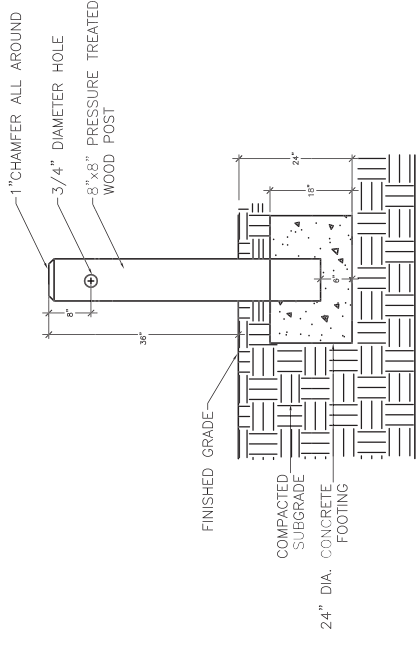 1"CHAMFER ALL AROUND
3/4" DIAMETER HOLE
8"x8" PRESSURE TREATED
WOOD POST
8"
36"
FINISHED GRADE
24"
18"
6"
COMPACTED
SUBGRADE
24" DIA. CONCRETE
FOOTING